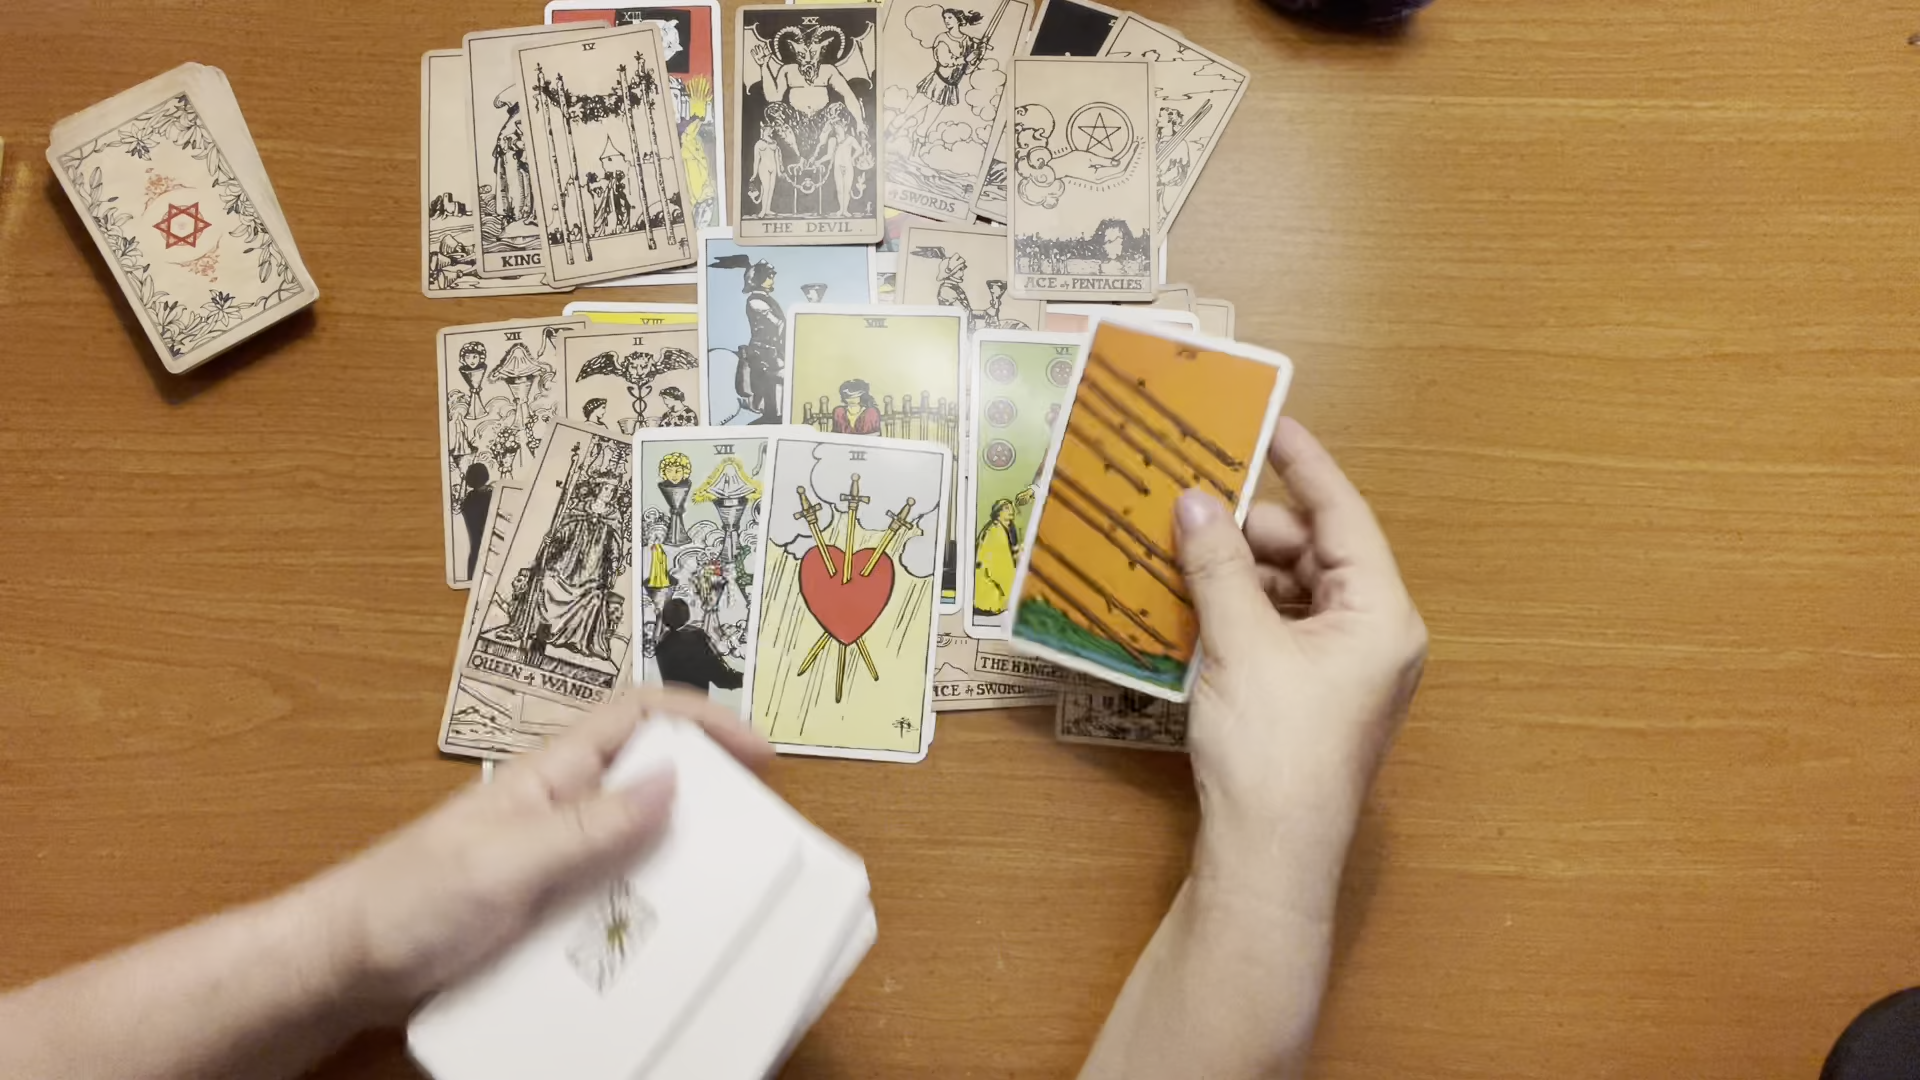 XIII
IV
XV
KING
THE DEVIL.
of SWORDS
ACE of PENTACLES
VII
VIII
II
VIII
VI
VII
III
QUEEN of WANDS
ACE of SWORDS
THE HANGED